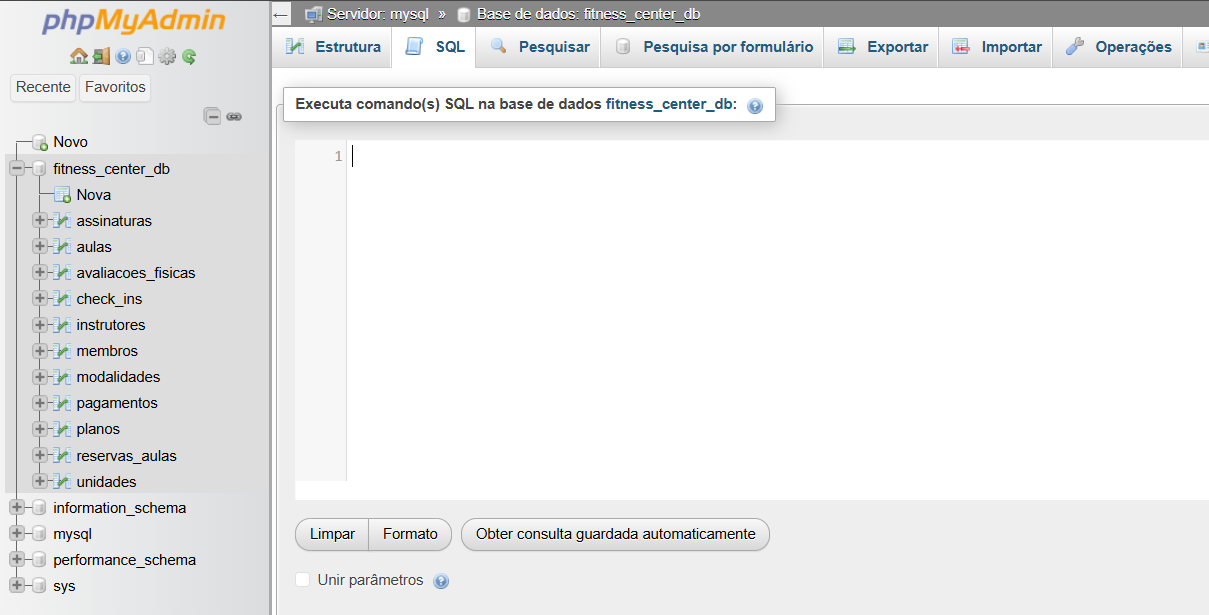 phpMyAdmin
Recente Favoritos
Novo
fitness_center_db
Nova
assinaturas
aulas
avaliacoes_fisicas
check_ins
instrutores
membros
modalidades
pagamentos
planos
reservas_aulas
unidades
information_schema
mysql
performance_schema
sys
Servidor: mysql » Base de dados: fitness_center_db
Estrutura SQL Pesquisar Pesquisa por formulário Exportar Importar Operações
Executa comando(s) SQL na base de dados fitness_center_db:
1
Limpar Formato Obter consulta guardada automaticamente
Unir parâmetros